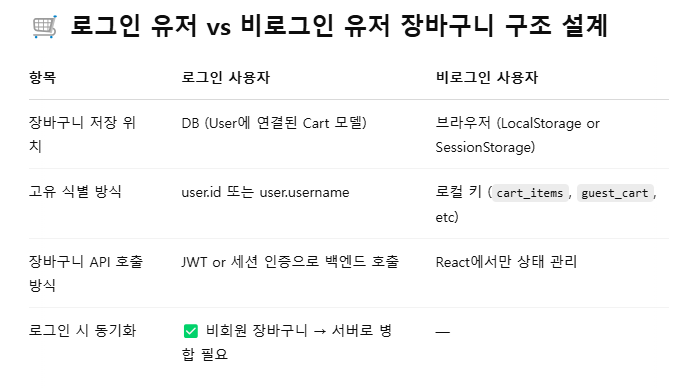 🛒 로그인 유저 vs 비로그인 유저 장바구니 구조 설계
항목 로그인 사용자 비로그인 사용자
장바구니 저장 위치 DB (User에 연결된 Cart 모델) 브라우저 (LocalStorage or SessionStorage)
고유 식별 방식 user.id 또는 user.username 로컬 키 (cart_items, guest_cart, etc)
장바구니 API 호출 방식 JWT or 세션 인증으로 백엔드 호출 React에서만 상태 관리
로그인 시 동기화 ✅ 비회원 장바구니 → 서버로 병합 필요 —